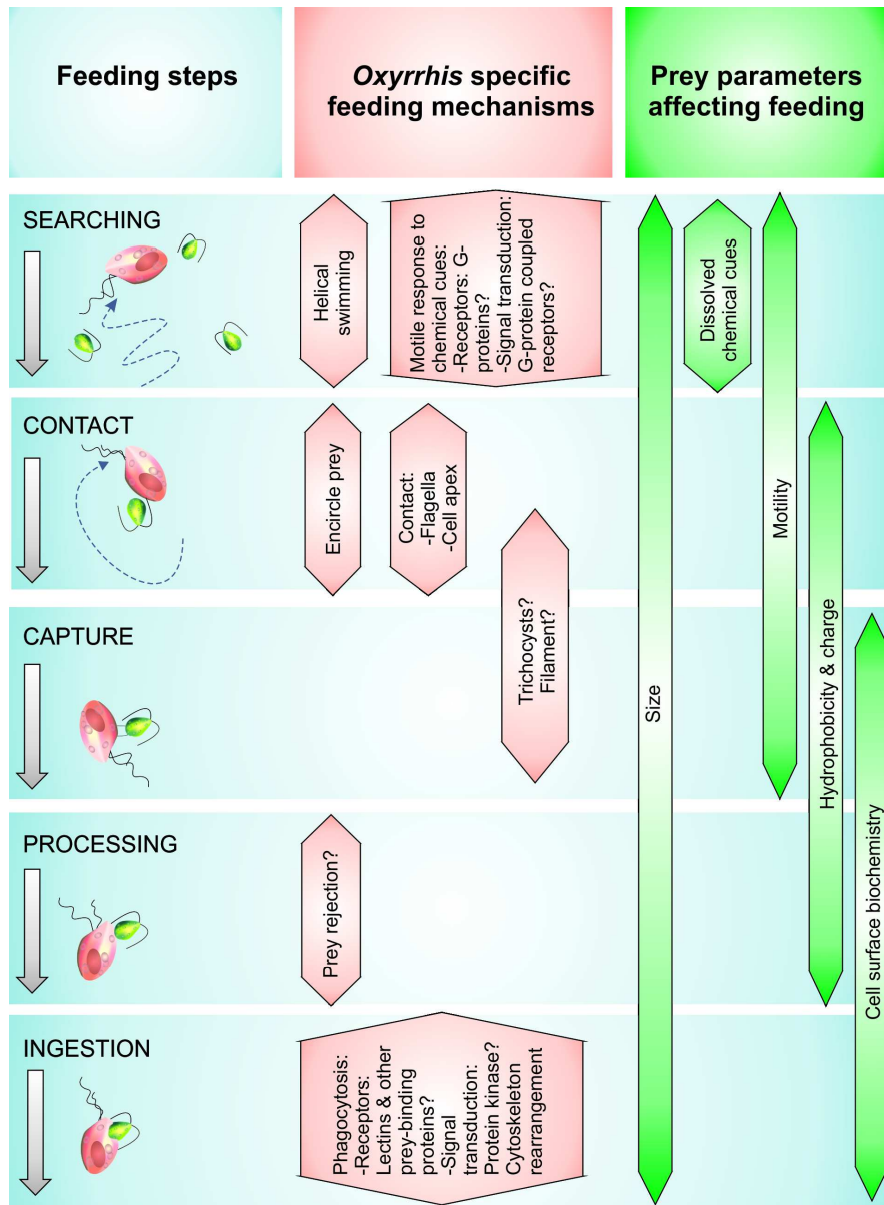 Feeding steps
Oxyrrhis specific
feeding mechanisms
Prey parameters
affecting feeding
SEARCHING
Helical
swimming
Motile response to
chemical cues:
-Receptors: G-
proteins?
-Signal transduction:
G-protein coupled
receptors?
Size
Dissolved
chemical cues
Motility
CONTACT
Encircle prey
Contact:
-Flagella
-Cell apex
Trichocysts?
Filament?
Hydrophobicity & charge
CAPTURE
Cell surface biochemistry
PROCESSING
Prey rejection?
INGESTION
Phagocytosis:
-Receptors:
Lectins & other
prey-binding
proteins?
-Signal
transduction:
Protein kinase?
Cytoskeleton
rearrangement